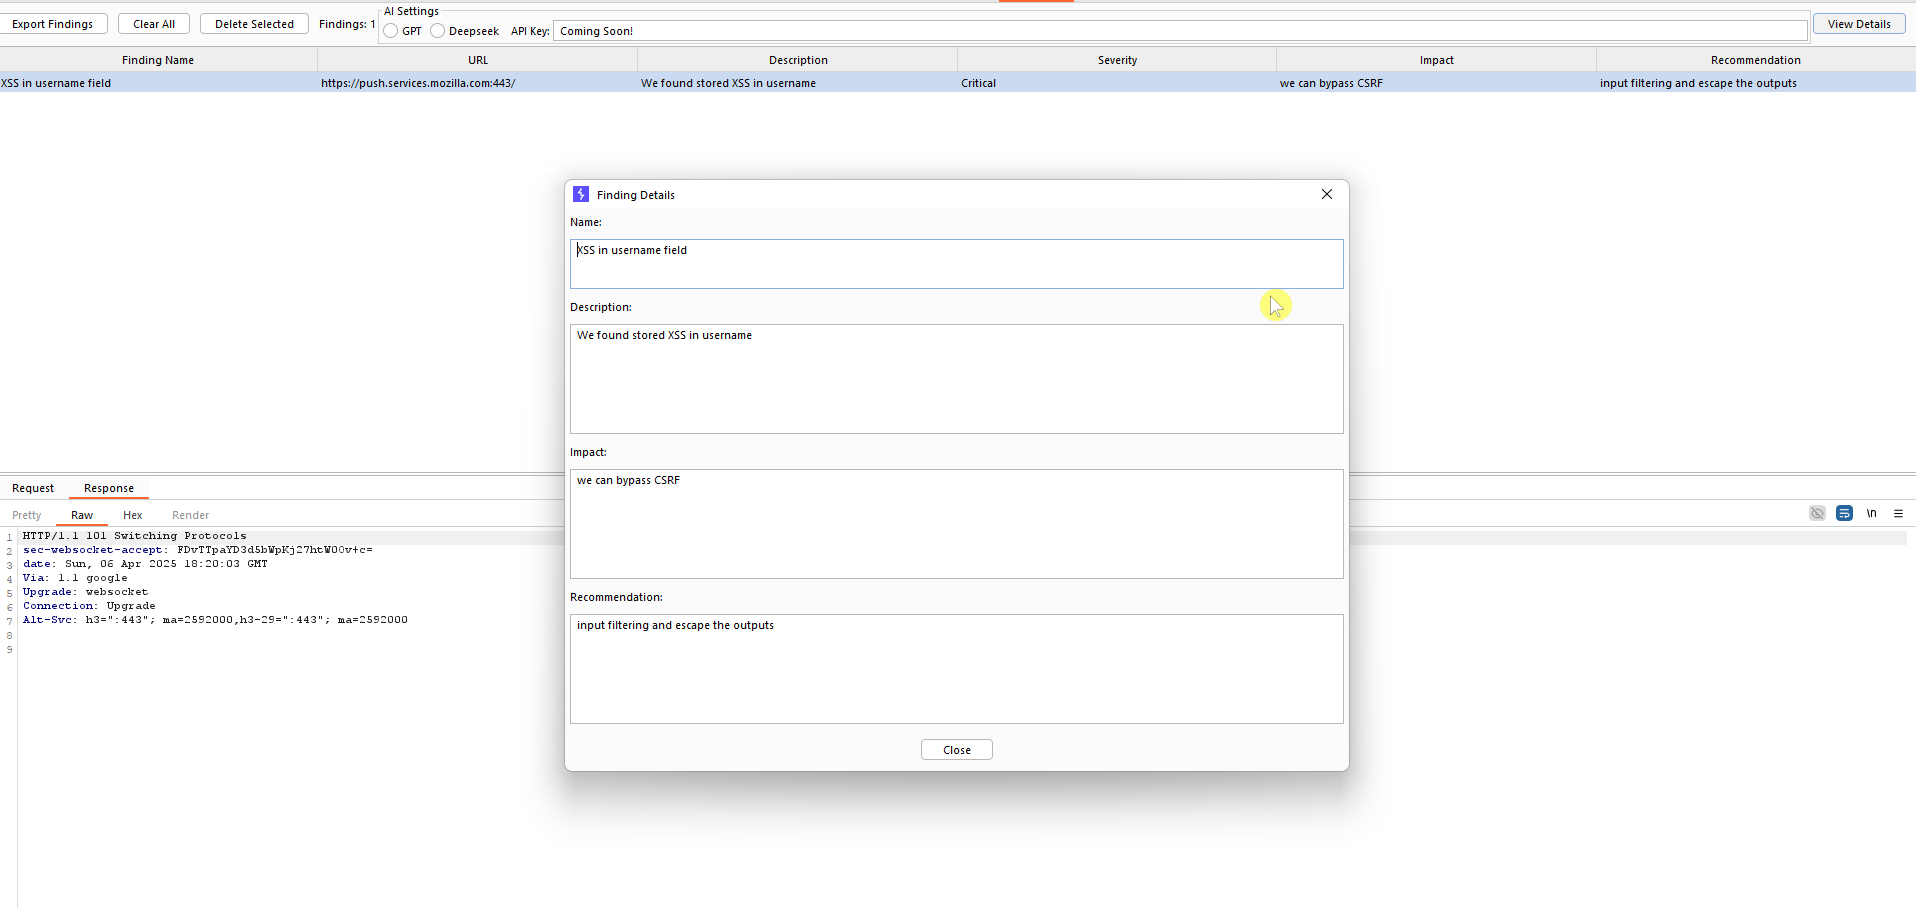 Export Findings Clear All Delete Selected Findings: 1 AI Settings GPT Deepseek API Key: Coming Soon! View Details
Finding Name URL Description Severity Impact Recommendation
XSS in username field https://push.services.mozilla.com:443/ We found stored XSS in username Critical we can bypass CSRF input filtering and escape the outputs
Finding Details
Name:
XSS in username field
Description:
We found stored XSS in username
Impact:
we can bypass CSRF
Recommendation:
input filtering and escape the outputs
Close
Request Response
Pretty Raw Hex Render \n
1 HTTP/1.1 101 Switching Protocols
2 sec-websocket-accept: FDvTTpaYD3d5bWpKj27htW00v+c=
3 date: Sun, 06 Apr 2025 18:20:03 GMT
4 Via: 1.1 google
5 Upgrade: websocket
6 Connection: Upgrade
7 Alt-Svc: h3=":443"; ma=2592000,h3-29=":443"; ma=2592000
8
9